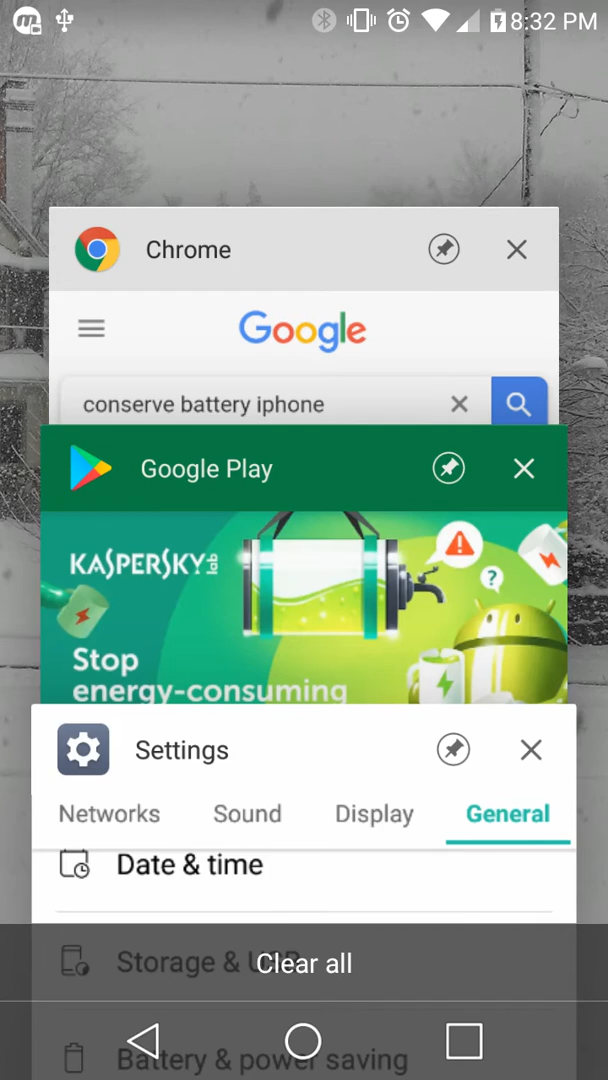 8:32 PM
Chrome
Google
conserve battery iphone
Google Play
KASPERSKY lab
Stop
energy-consuming
Settings
Networks Sound Display General
Date & time
Storage & USB
Clear all
Battery & power saving